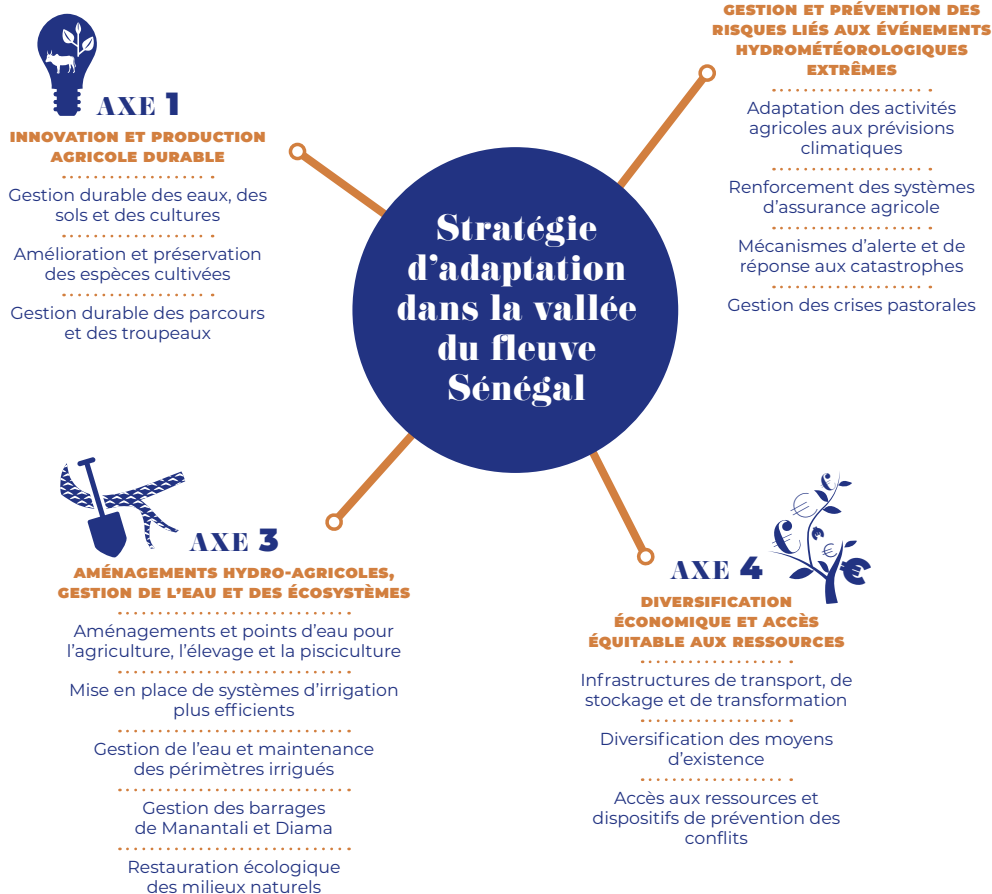 AXE 1
INNOVATION ET PRODUCTION
AGRICOLE DURABLE
Gestion durable des eaux, des
sols et des cultures
Amélioration et préservation
des espèces cultivées
Gestion durable des parcours
et des troupeaux
GESTION ET PRÉVENTION DES
RISQUES LIÉS AUX ÉVÉNEMENTS
HYDROMÉTÉOROLOGIQUES
EXTRÊMES
Adaptation des activités
agricoles aux prévisions
climatiques
Renforcement des systèmes
d’assurance agricole
Mécanismes d’alerte et de
réponse aux catastrophes
Gestion des crises pastorales
Stratégie
d’adaptation
dans la vallée
du fleuve
Sénégal
AXE 3
AMÉNAGEMENTS HYDRO-AGRICOLES,
GESTION DE L’EAU ET DES ÉCOSYSTÈMES
Aménagements et points d’eau pour
l’agriculture, l’élevage et la pisciculture
Mise en place de systèmes d’irrigation
plus efficients
Gestion de l’eau et maintenance
des périmètres irrigués
Gestion des barrages
de Manantali et Diama
Restauration écologique
des milieux naturels
AXE 4
DIVERSIFICATION
ÉCONOMIQUE ET ACCÈS
ÉQUITABLE AUX RESSOURCES
Infrastructures de transport, de
stockage et de transformation
Diversification des moyens
d’existence
Accès aux ressources et
dispositifs de prévention des
conflits